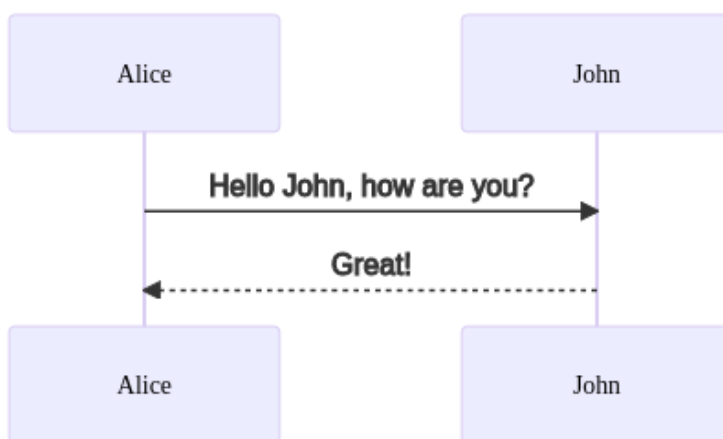 Alice
John
Hello John, how are you?
Great!
Alice
John